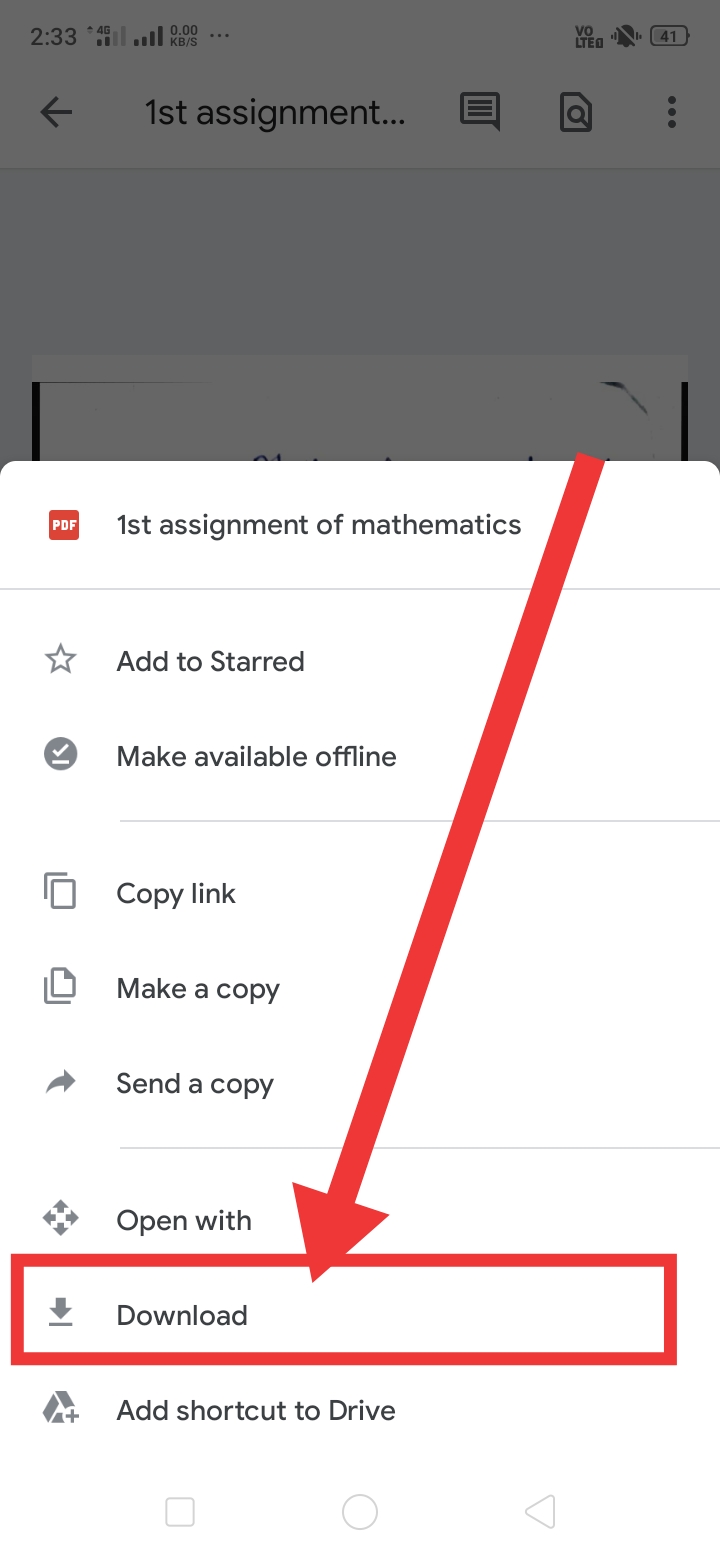 2:33 4G 0.00 KB/S ... VO LTE 41
1st assignment...
PDF 1st assignment of mathematics
Add to Starred
Make available offline
Copy link
Make a copy
Send a copy
Open with
Download
Add shortcut to Drive